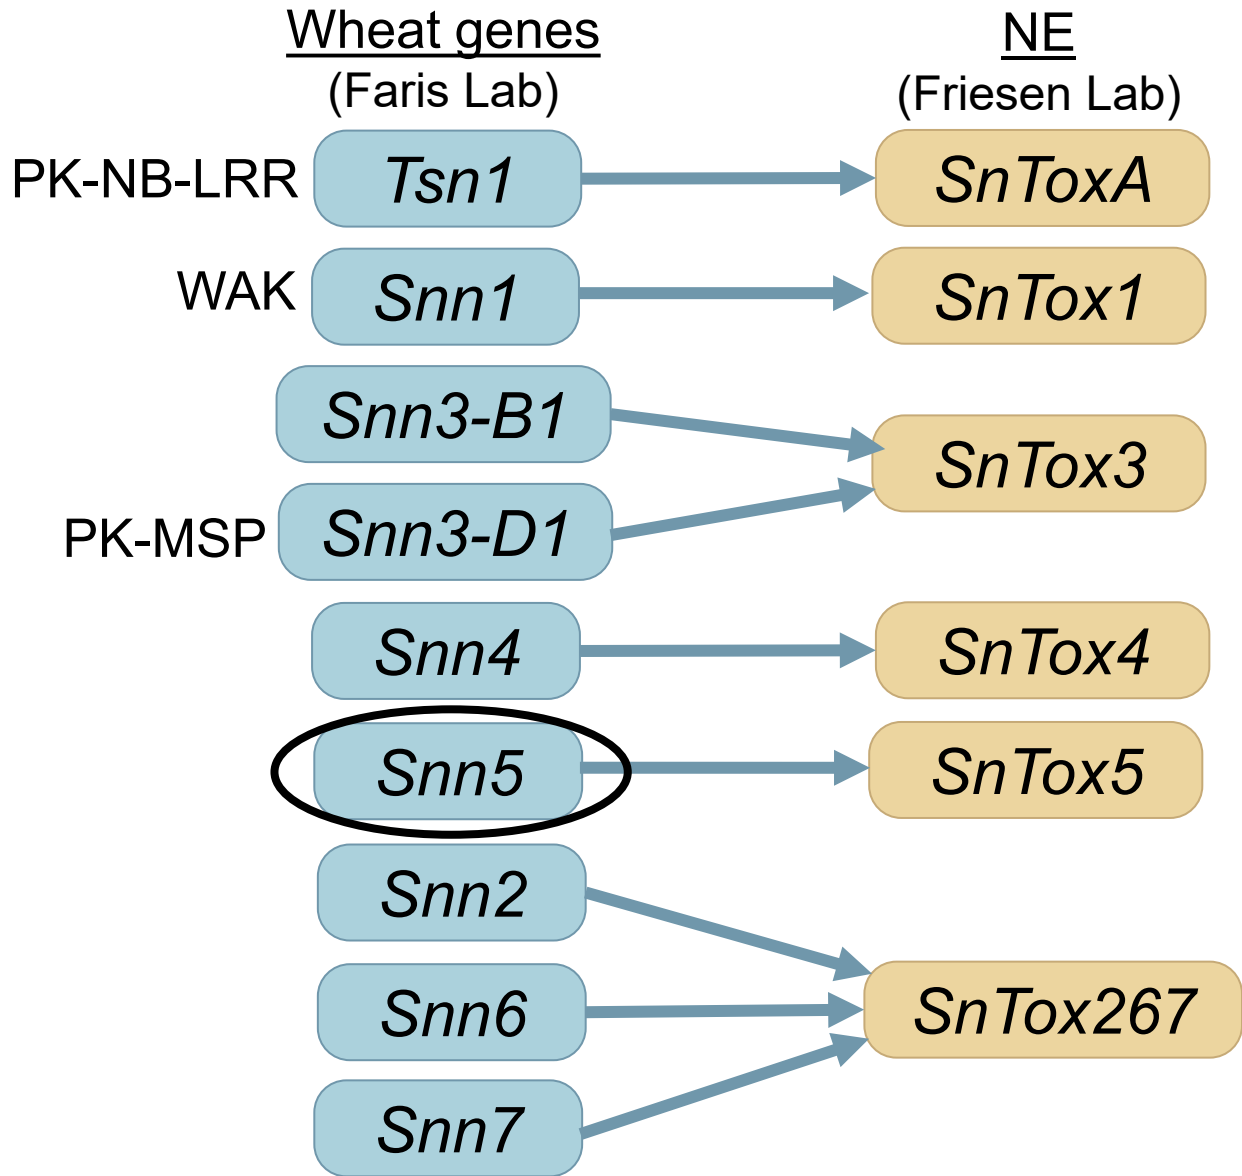 Wheat genes NE
(Faris Lab) (Friesen Lab)
PK-NB-LRR Tsn1 SnToxA
WAK Snn1 SnTox1
Snn3-B1
SnTox3
PK-MSP Snn3-D1
Snn4 SnTox4
Snn5 SnTox5
Snn2
Snn6 SnTox267
Snn7